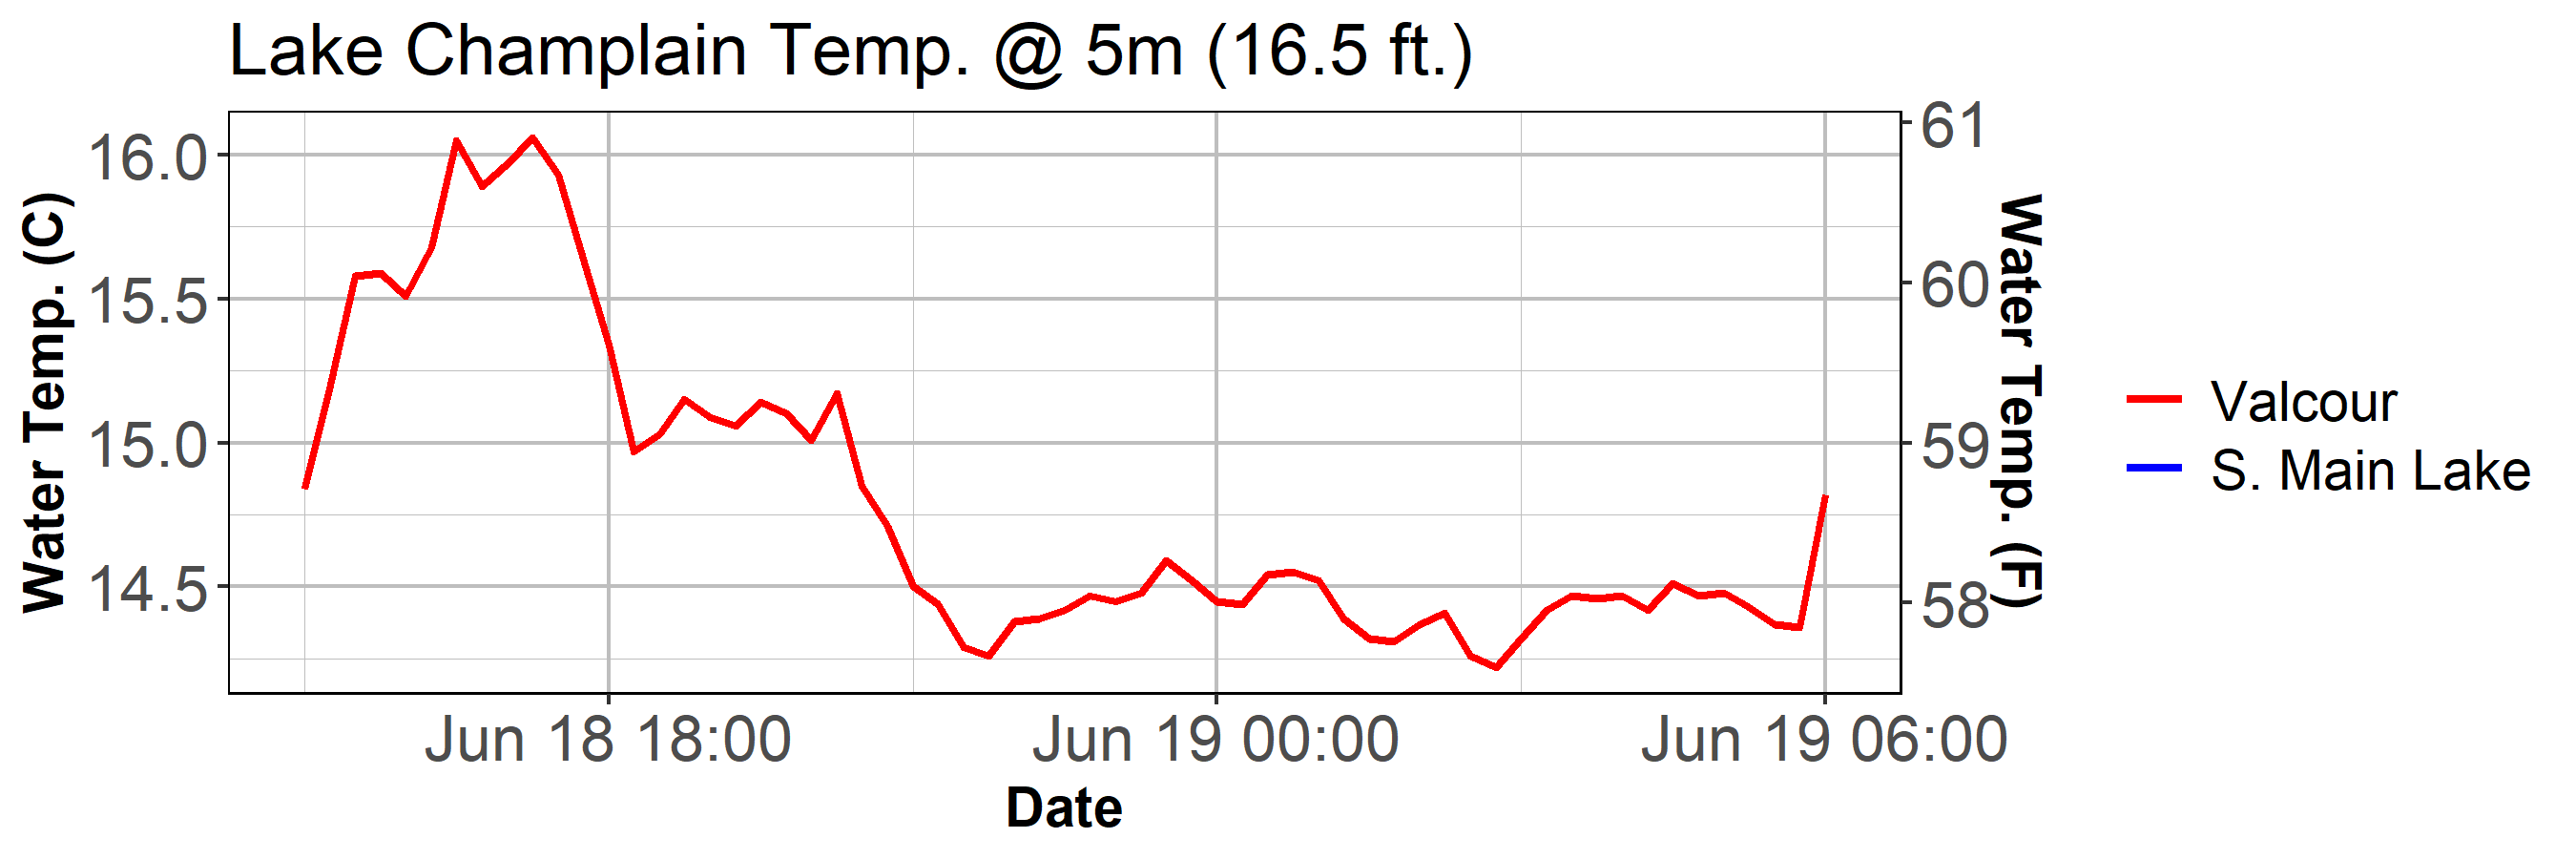 Lake Champlain Temp. @ 5m (16.5 ft.)
Water Temp. (C)
16.0
15.5
15.0
14.5
61
60
59
58
Water Temp. (F)
Jun 18 18:00
Jun 19 00:00
Jun 19 06:00
Date
Valcour
S. Main Lake